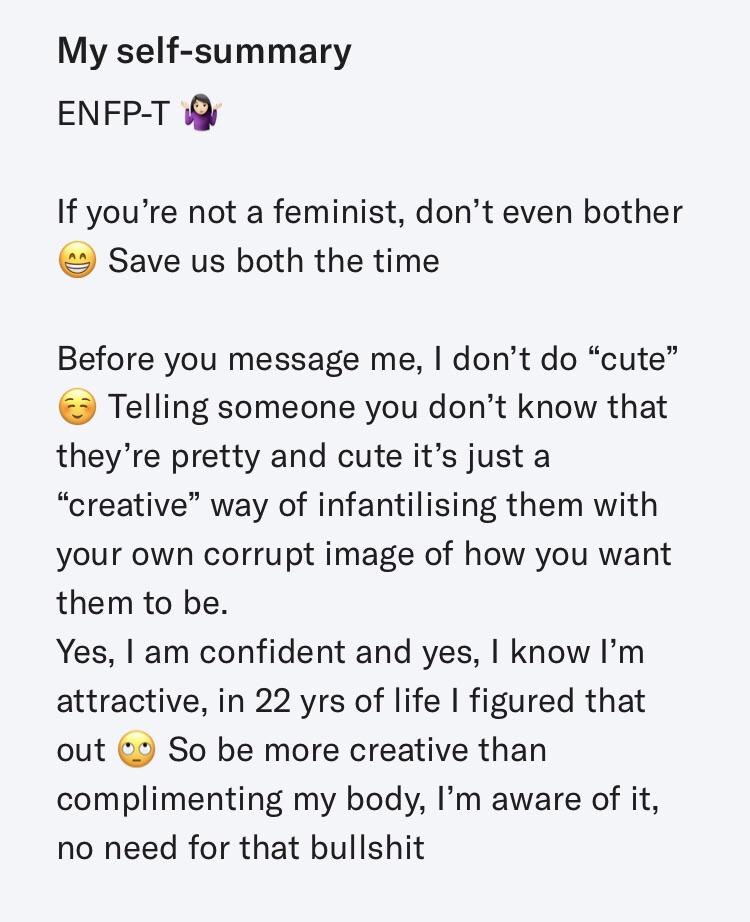 My self-summary
ENFP-T 🤷🏻‍♀️
If you’re not a feminist, don’t even bother
😁 Save us both the time
Before you message me, I don’t do “cute”
☺️ Telling someone you don’t know that
they’re pretty and cute it’s just a
“creative” way of infantilising them with
your own corrupt image of how you want
them to be.
Yes, I am confident and yes, I know I’m
attractive, in 22 yrs of life I figured that
out 🙄 So be more creative than
complimenting my body, I’m aware of it,
no need for that bullshit